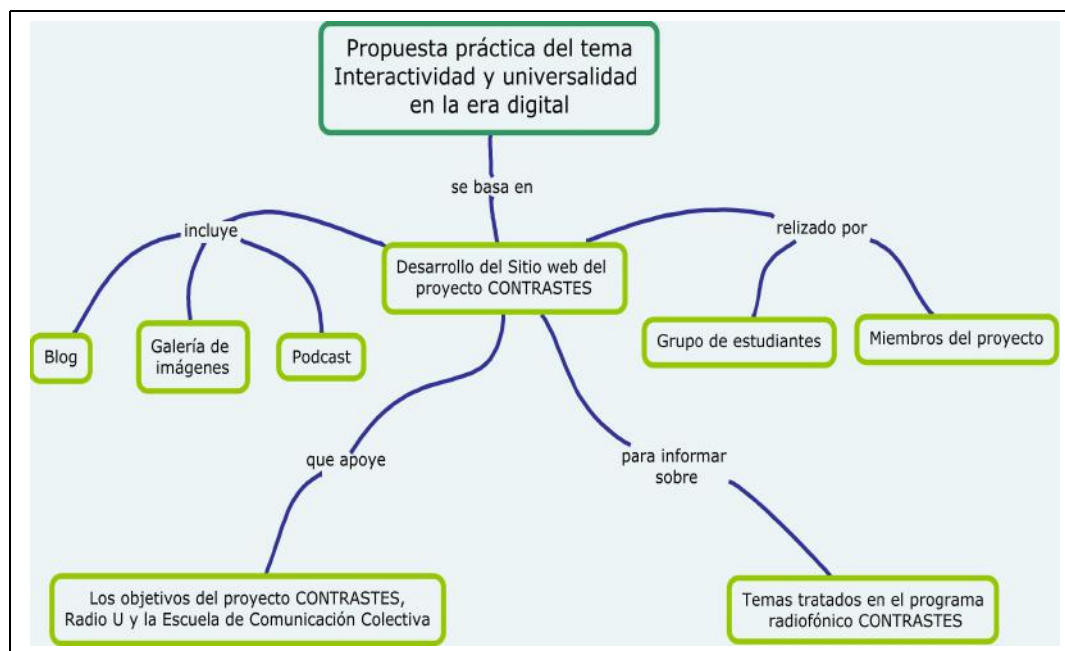 Propuesta práctica del tema
Interactividad y universalidad
en la era digital
se basa en
incluye
relizado por
Desarrollo del Sitio web del
proyecto CONTRASTES
Blog
Galería de
imágenes
Podcast
Grupo de estudiantes
Miembros del proyecto
que apoye
para informar
sobre
Los objetivos del proyecto CONTRASTES,
Radio U y la Escuela de Comunicación Colectiva
Temas tratados en el programa
radiofónico CONTRASTES